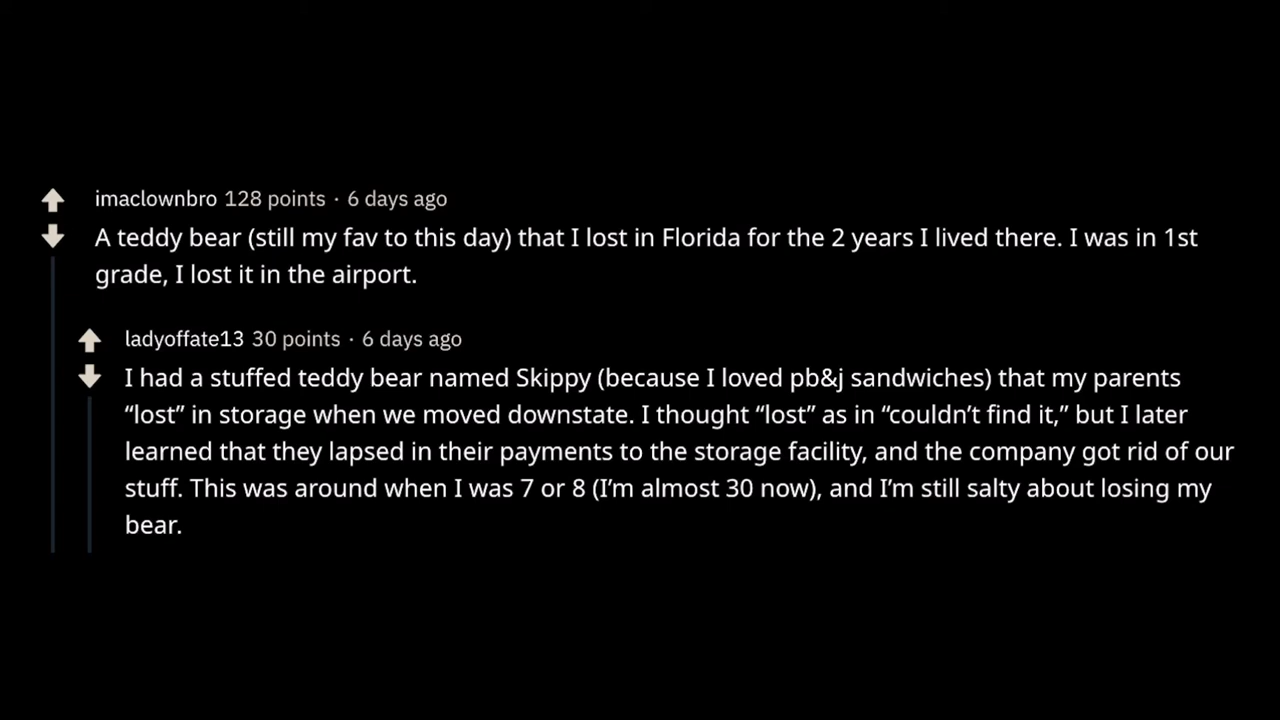 imaclownbro 128 points · 6 days ago
A teddy bear (still my fav to this day) that I lost in Florida for the 2 years I lived there. I was in 1st
grade, I lost it in the airport.
ladyoffate13 30 points · 6 days ago
I had a stuffed teddy bear named Skippy (because I loved pb&j sandwiches) that my parents
“lost” in storage when we moved downstate. I thought “lost” as in “couldn’t find it,” but I later
learned that they lapsed in their payments to the storage facility, and the company got rid of our
stuff. This was around when I was 7 or 8 (I’m almost 30 now), and I’m still salty about losing my
bear.